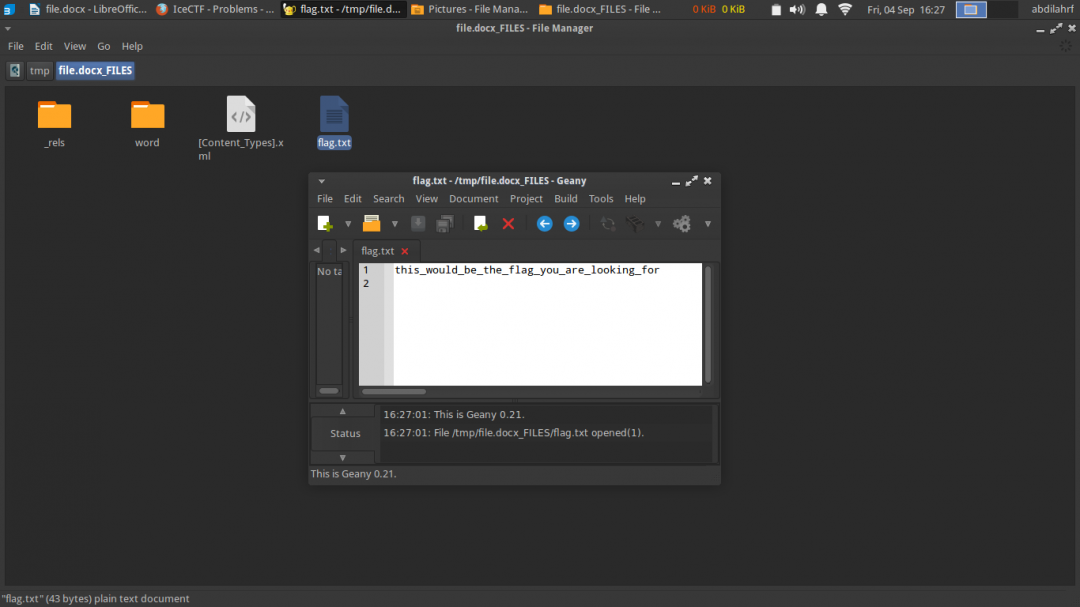 file.docx - LibreOffic... IceCTF - Problems - ... flag.txt - /tmp/file.d... Pictures - File Mana... file.docx_FILES - File ... 0 KiB 0 KiB Fri, 04 Sep 16:27 abdilahrf
file.docx_FILES - File Manager
File Edit View Go Help
tmp file.docx_FILES
_rels word [Content_Types].x flag.txt
ml
flag.txt - /tmp/file.docx_FILES - Geany
File Edit Search View Document Project Build Tools Help
flag.txt
No ta 1 this_would_be_the_flag_you_are_looking_for
2
16:27:01: This is Geany 0.21.
Status 16:27:01: File /tmp/file.docx_FILES/flag.txt opened(1).
This is Geany 0.21.
"flag.txt" (43 bytes) plain text document